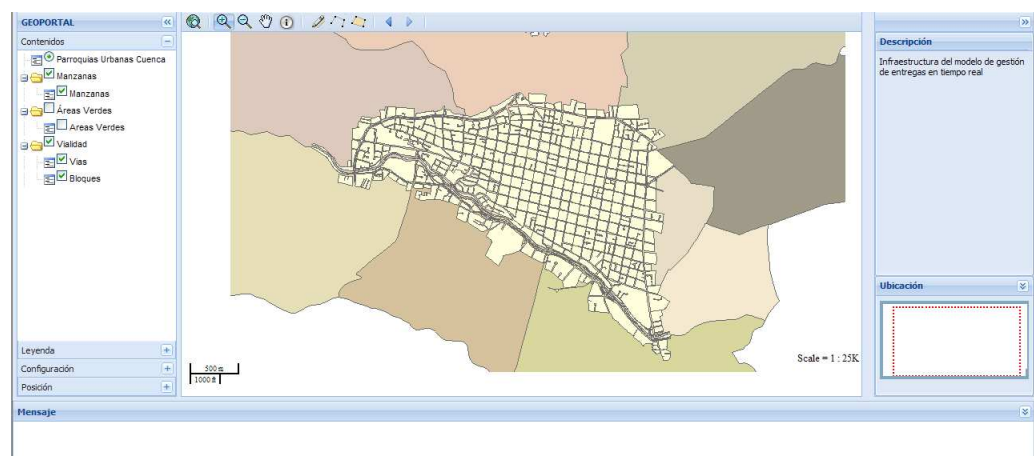 GEOPORTAL
Contenidos
Parroquias Urbanas Cuenca
Manzanas
Manzanas
Áreas Verdes
Areas Verdes
Vialidad
Vias
Bloques
Leyenda
Configuración
Posición
500 m
1000 ft
Scale = 1 : 25K
Descripción
Infraestructura del modelo de gestión
de entregas en tiempo real
Ubicación
Mensaje